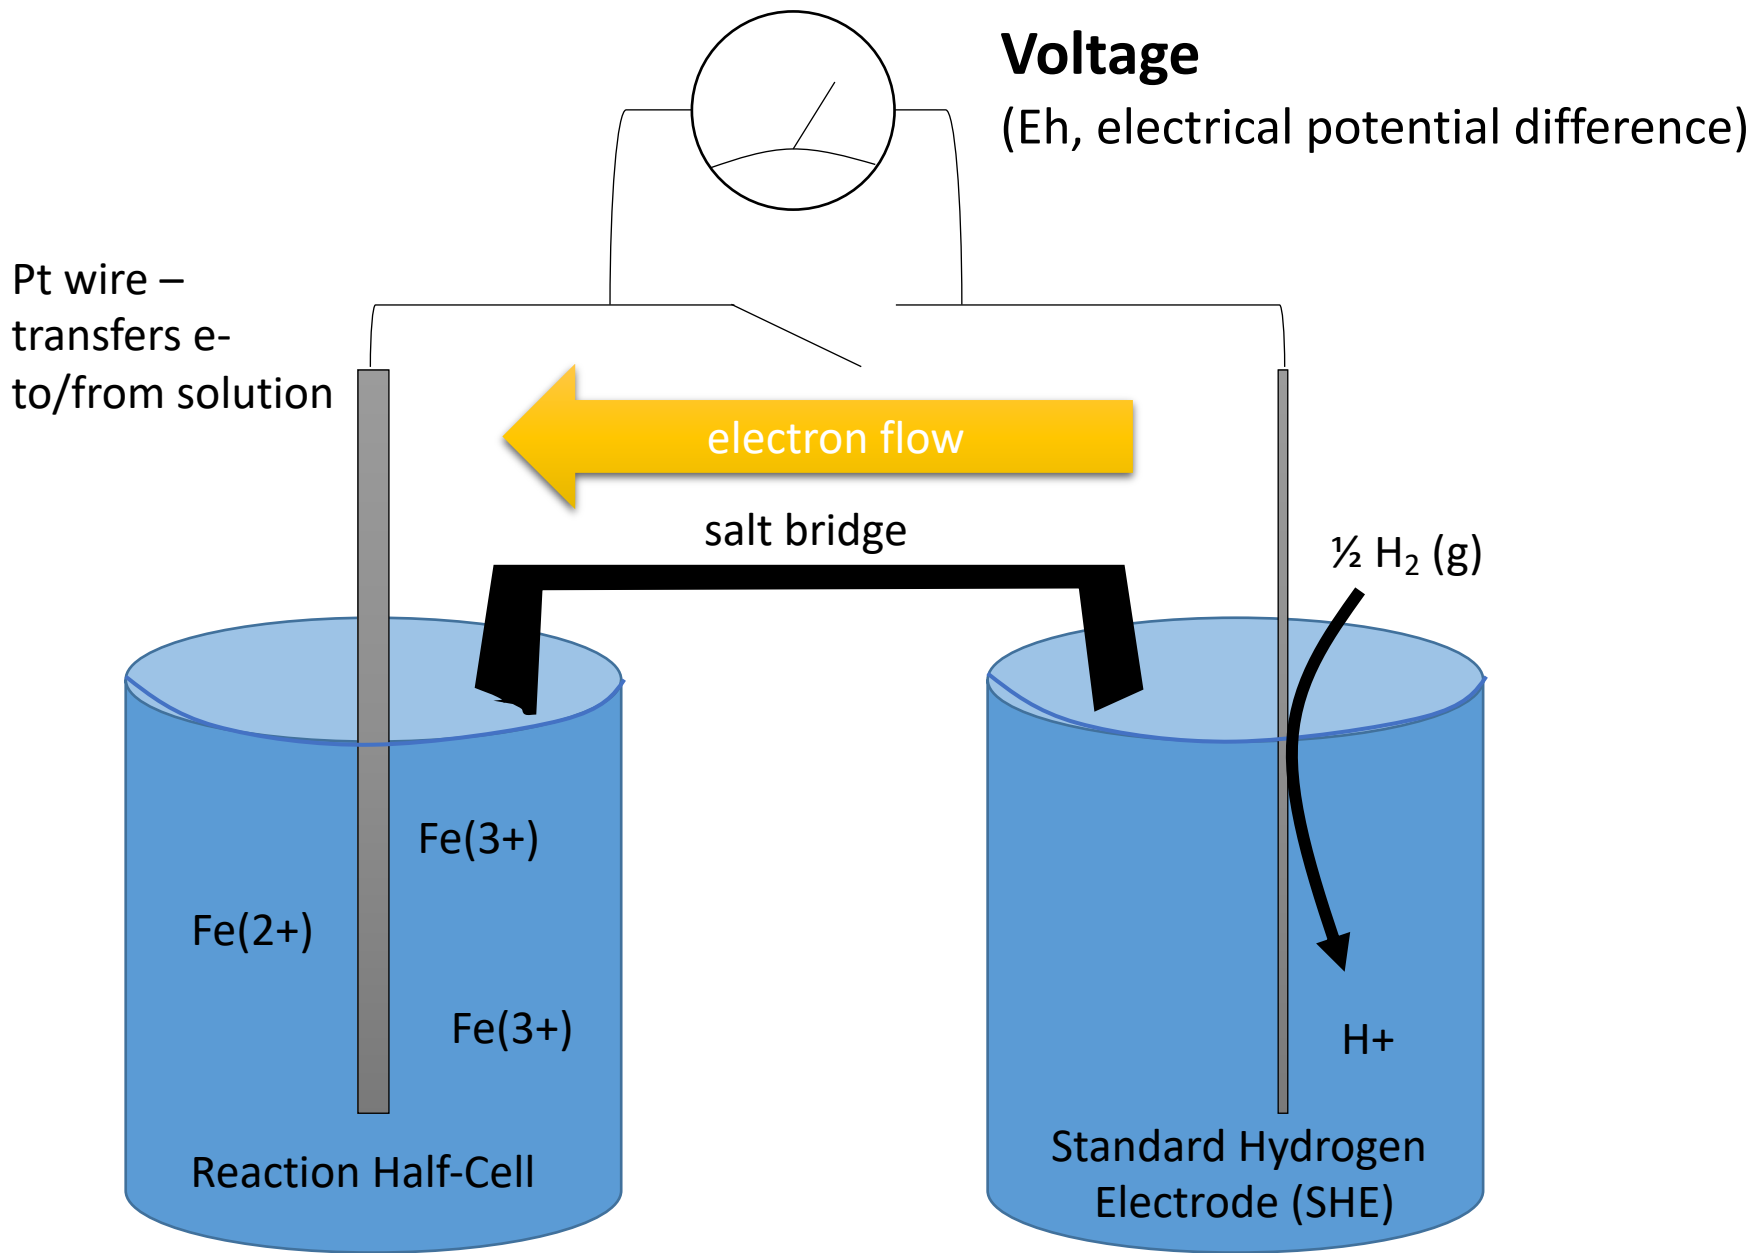 Voltage
(Eh, electrical potential difference)
Pt wire –
transfers e-
to/from solution
electron flow
salt bridge
½ H₂ (g)
Fe(3+)
Fe(2+)
Fe(3+)
H+
Reaction Half-Cell
Standard Hydrogen
Electrode (SHE)